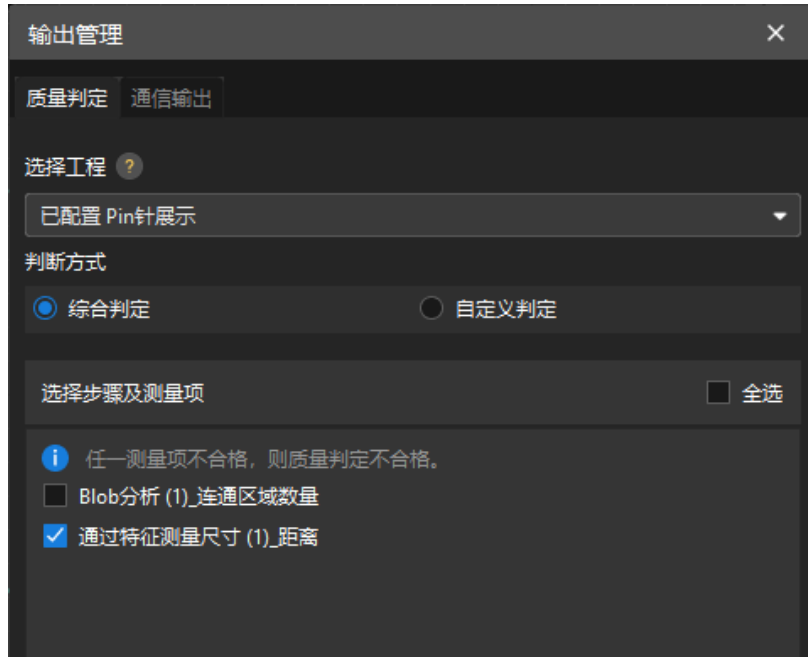 输出管理
质量判定 通信输出
选择工程 ?
已配置 Pin针展示
判断方式
综合判定 自定义判定
选择步骤及测量项 全选
任一测量项不合格，则质量判定不合格。
Blob分析 (1)_连通区域数量
通过特征测量尺寸 (1)_距离